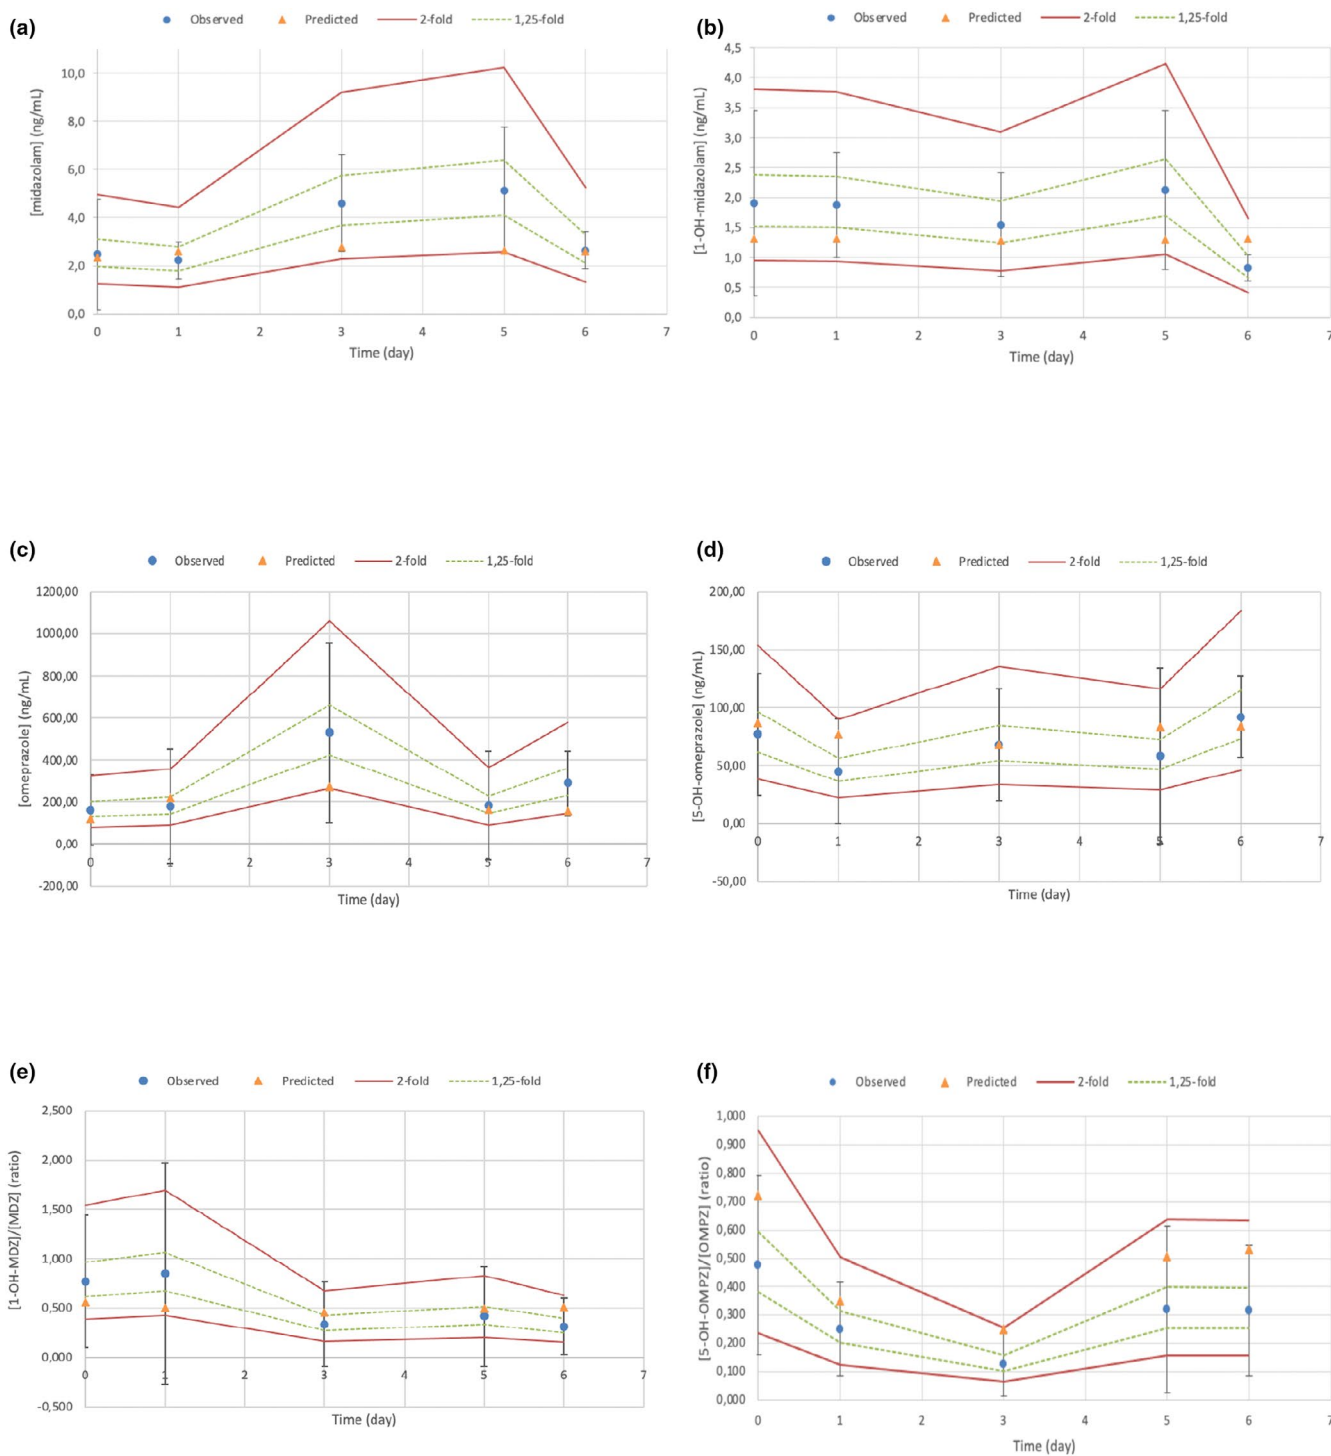 (a)
Observed Predicted 2-fold 1,25-fold
[midazolam] (ng/mL)
10,0
8,0
6,0
4,0
2,0
0,0
0 1 2 3 4 5 6 7
Time (day)
(b)
Observed Predicted 2-fold 1,25-fold
[1-OH-midazolam] (ng/mL)
4,5
4,0
3,5
3,0
2,5
2,0
1,5
1,0
0,5
0,0
0 1 2 3 4 5 6 7
Time (day)
(c)
Observed Predicted 2-fold 1,25-fold
[omeprazole] (ng/mL)
1200,00
1000,00
800,00
600,00
400,00
200,00
0,00
-200,00
0 1 2 3 4 5 6 7
Time (day)
(d)
Observed Predicted 2-fold 1,25-fold
[5-OH-omeprazole] (ng/mL)
200,00
150,00
100,00
50,00
0,00
-50,00
0 1 2 3 4 5 6 7
Time (day)
(e)
Observed Predicted 2-fold 1,25-fold
[1-OH-MDZ]/[MDZ] (ratio)
2,500
2,000
1,500
1,000
0,500
0,000
-0,500
0 1 2 3 4 5 6 7
Time (day)
(f)
Observed Predicted 2-fold 1,25-fold
[5-OH-OMPZ]/[OMPZ] (ratio)
1,000
0,900
0,800
0,700
0,600
0,500
0,400
0,300
0,200
0,100
0,000
0 1 2 3 4 5 6 7
Time (day)